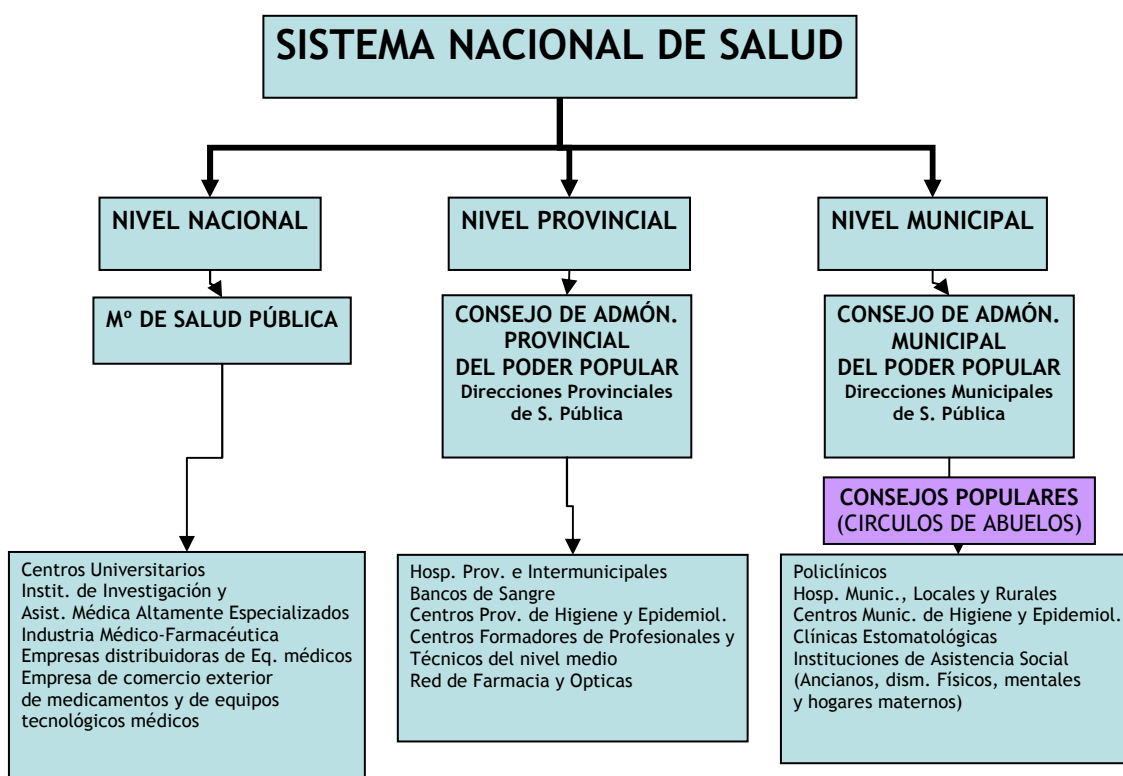 SISTEMA NACIONAL DE SALUD
NIVEL NACIONAL
NIVEL PROVINCIAL
NIVEL MUNICIPAL
Mº DE SALUD PÚBLICA
CONSEJO DE ADMÓN.
PROVINCIAL
DEL PODER POPULAR
Direcciones Provinciales
de S. Pública
CONSEJO DE ADMÓN.
MUNICIPAL
DEL PODER POPULAR
Direcciones Municipales
de S. Pública
CONSEJOS POPULARES
(CIRCULOS DE ABUELOS)
Centros Universitarios
Instit. de Investigación y
Asist. Médica Altamente Especializados
Industria Médico-Farmacéutica
Empresas distribuidoras de Eq. médicos
Empresa de comercio exterior
de medicamentos y de equipos
tecnológicos médicos
Hosp. Prov. e Intermunicipales
Bancos de Sangre
Centros Prov. de Higiene y Epidemiol.
Centros Formadores de Profesionales y
Técnicos del nivel medio
Red de Farmacia y Opticas
Policlínicos
Hosp. Munic., Locales y Rurales
Centros Munic. de Higiene y Epidemiol.
Clínicas Estomatológicas
Instituciones de Asistencia Social
(Ancianos, dism. Físicos, mentales
y hogares maternos)